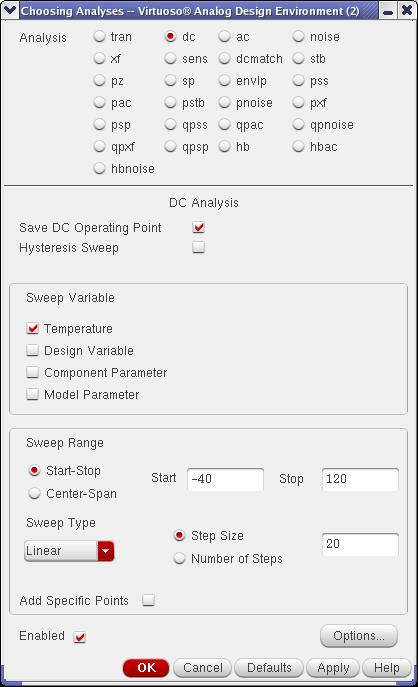 Choosing Analyses -- Virtuoso® Analog Design Environment (2)
Analysis tran dc ac noise
xf sens dcmatch stb
pz sp envlp pss
pac pstb pnoise pxf
psp qpss qpac qpnoise
qpxf qpsp hb hbac
hbnoise
DC Analysis
Save DC Operating Point
Hysteresis Sweep
Sweep Variable
Temperature
Design Variable
Component Parameter
Model Parameter
Sweep Range
Start-Stop Start -40 Stop 120
Center-Span
Sweep Type
Linear Step Size 20
Number of Steps
Add Specific Points
Enabled Options...
OK Cancel Defaults Apply Help